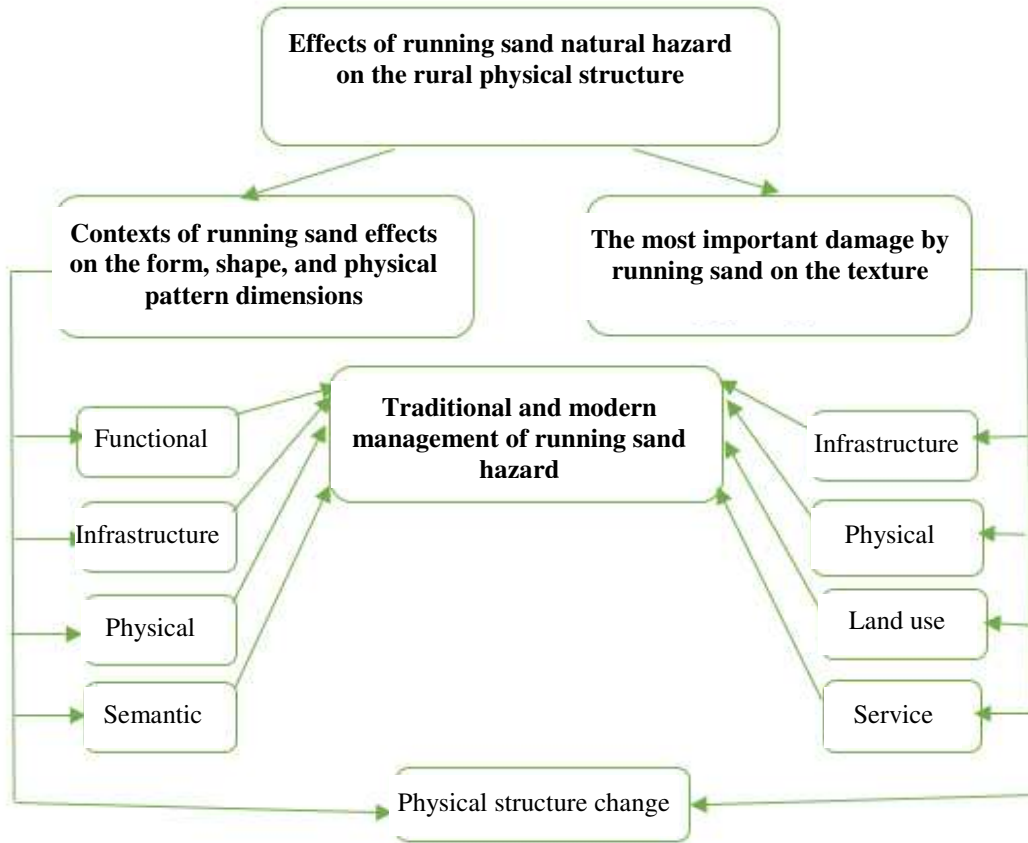 Effects of running sand natural hazard
on the rural physical structure
Contexts of running sand effects
on the form, shape, and physical
pattern dimensions
The most important damage by
running sand on the texture
Traditional and modern
management of running sand
hazard
Functional
Infrastructure
Physical
Semantic
Infrastructure
Physical
Land use
Service
Physical structure change